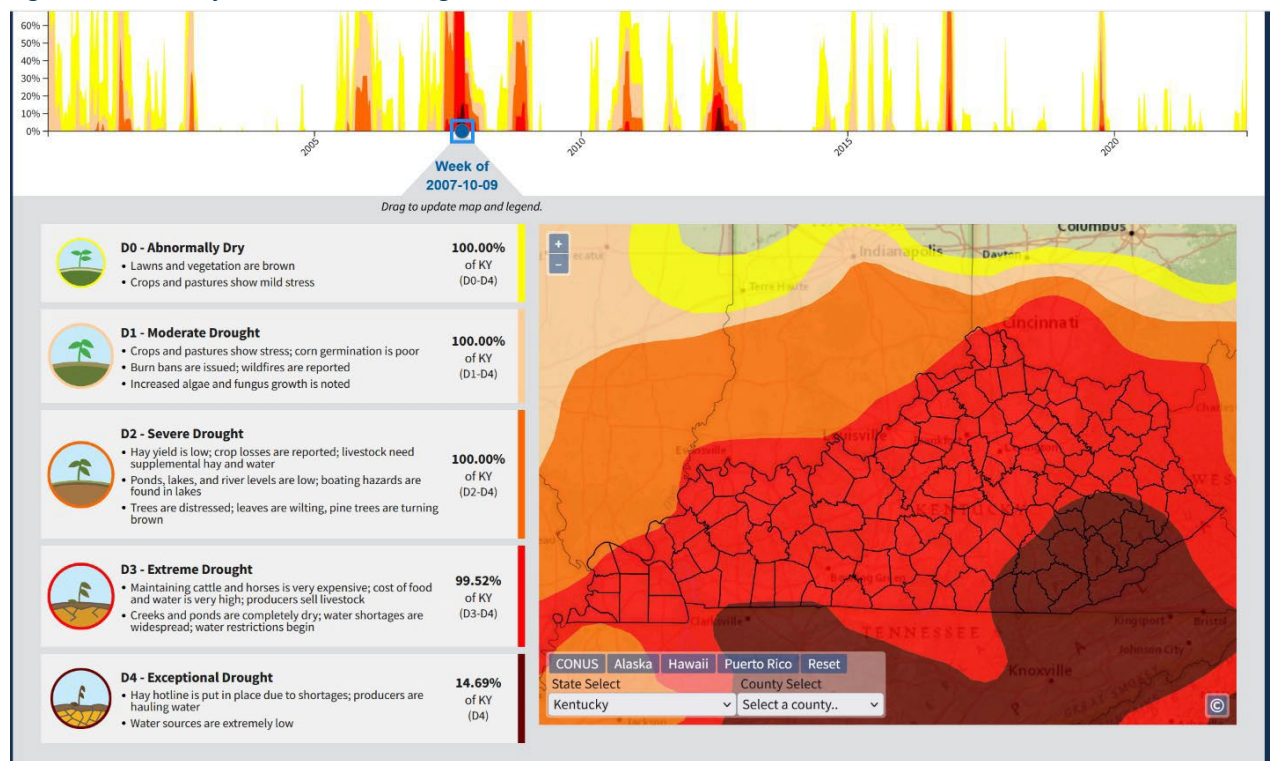 60%
50%
40%
30%
20%
10%
0%
2005
2010
2015
2020
Week of
2007-10-09
Drag to update map and legend.
D0 - Abnormally Dry
• Lawns and vegetation are brown
• Crops and pastures show mild stress
100.00%
of KY
(D0-D4)
D1 - Moderate Drought
• Crops and pastures show stress; corn germination is poor
• Burn bans are issued; wildfires are reported
• Increased algae and fungus growth is noted
100.00%
of KY
(D1-D4)
D2 - Severe Drought
• Hay yield is low; crop losses are reported; livestock need
supplemental hay and water
• Ponds, lakes, and river levels are low; boating hazards are
found in lakes
• Trees are distressed; leaves are wilting, pine trees are turning
brown
100.00%
of KY
(D2-D4)
D3 - Extreme Drought
• Maintaining cattle and horses is very expensive; cost of food
and water is very high; producers sell livestock
• Creeks and ponds are completely dry; water shortages are
widespread; water restrictions begin
99.52%
of KY
(D3-D4)
D4 - Exceptional Drought
• Hay hotline is put in place due to shortages; producers are
hauling water
• Water sources are extremely low
14.69%
of KY
(D4)
+
−
Columbus
Indianapolis
Dayton
Terre Haute
Cincinnati
Louisville
Frankfort
Lexington
Evansville
KENTUCKY
Bowling Green
Clarksville
TENNESSEE
Kingsport
Bristol
Johnson City
Knoxville
Jackson
CONUS Alaska Hawaii Puerto Rico Reset
State Select County Select
Kentucky Select a county..
©